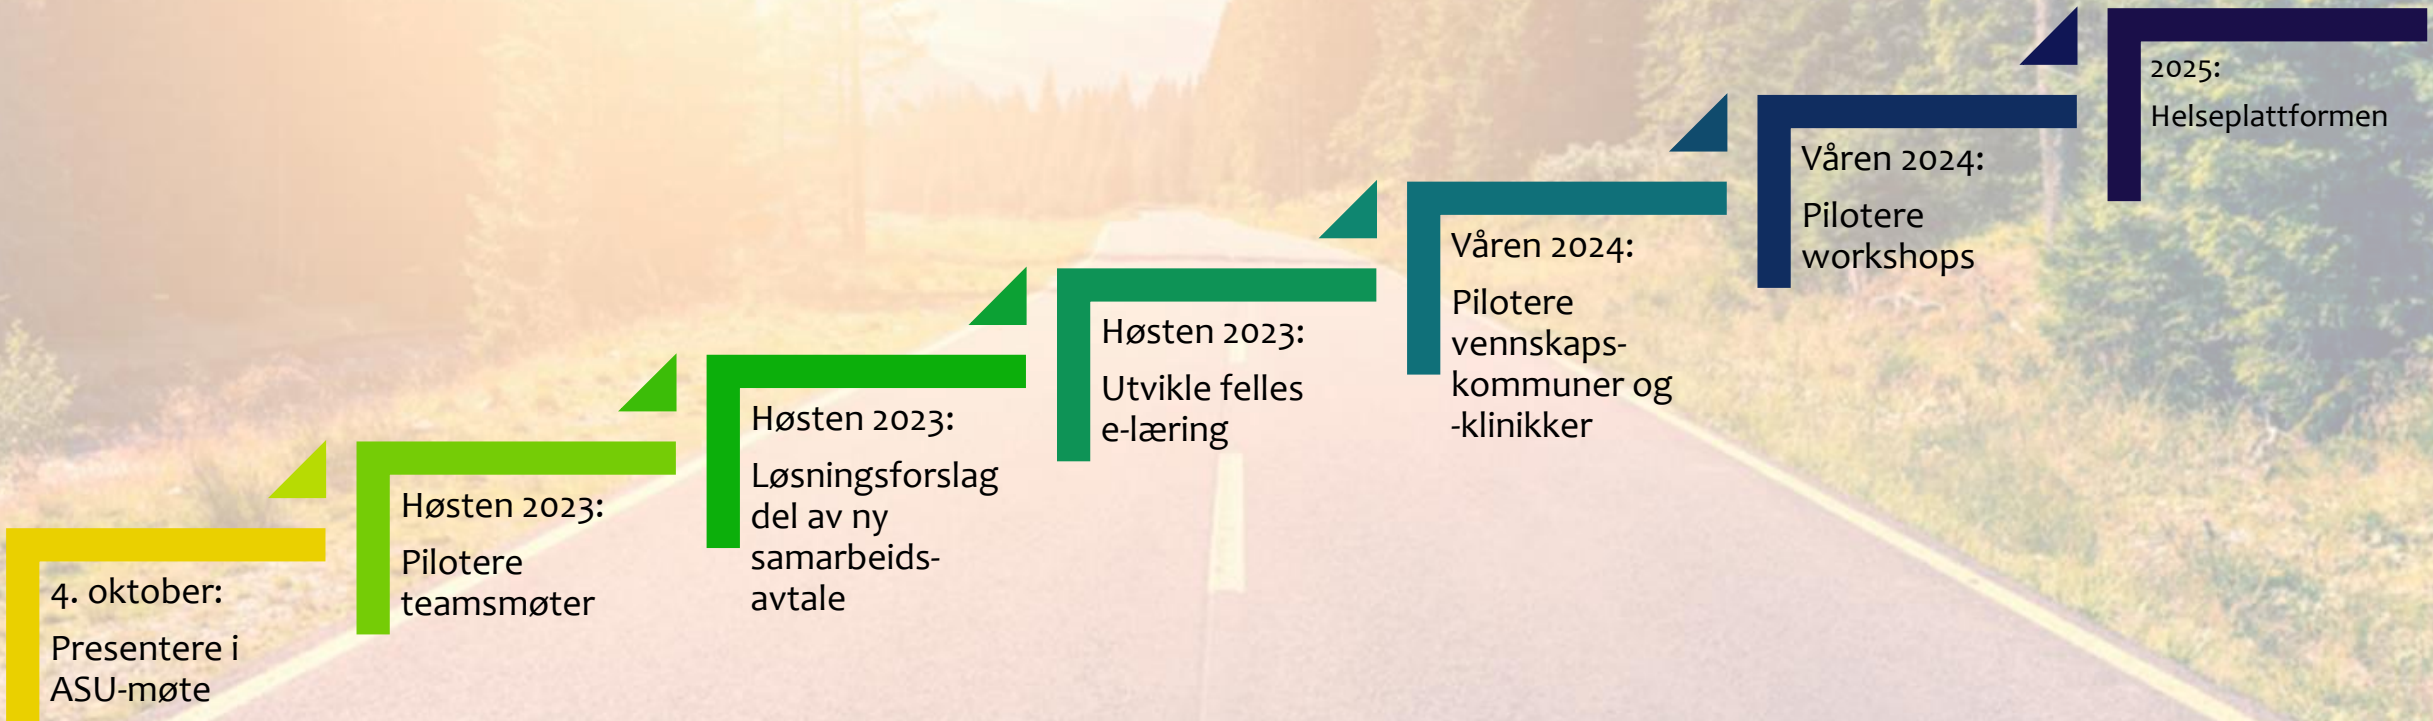 4. oktober:
Presentere i
ASU-møte
Høsten 2023:
Pilotere
teamsmøter
Høsten 2023:
Løsningsforslag
del av ny
samarbeids-
avtale
Høsten 2023:
Utvikle felles
e-læring
Våren 2024:
Pilotere
vennskaps-
kommuner og
-klinikker
Våren 2024:
Pilotere
workshops
2025:
Helseplattformen